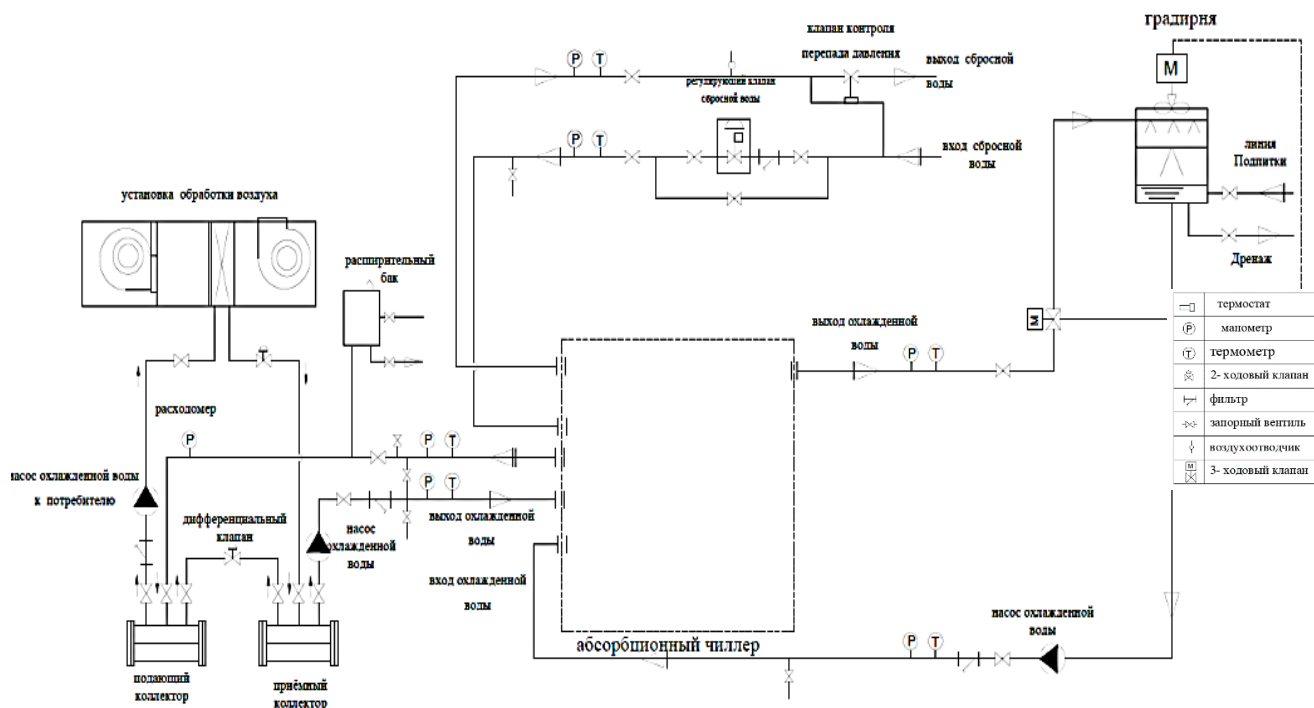 градирня
M
клапан контроля
перепада давления
выход сбросной
воды
регулирующий клапан
сбросной воды
P
T
P
T
вход сбросной
воды
линия
Подпитки
Дренаж
установка обработки воздуха
расширительный
бак
выход охлажденной
воды
P
T
M
термостат
P
манометр
T
термометр
2- ходовый клапан
фильтр
запорный вентиль
воздухоотводчик
M
3- ходовый клапан
расходомер
P
P
T
насос охлажденной воды
к потребителю
P
T
дифференциальный
клапан
насос
охлажденной
воды
выход охлажденной
воды
вход охлажденной
воды
абсорбционный чиллер
насос охлажденной
воды
P
T
подающий
коллектор
приёмный
коллектор